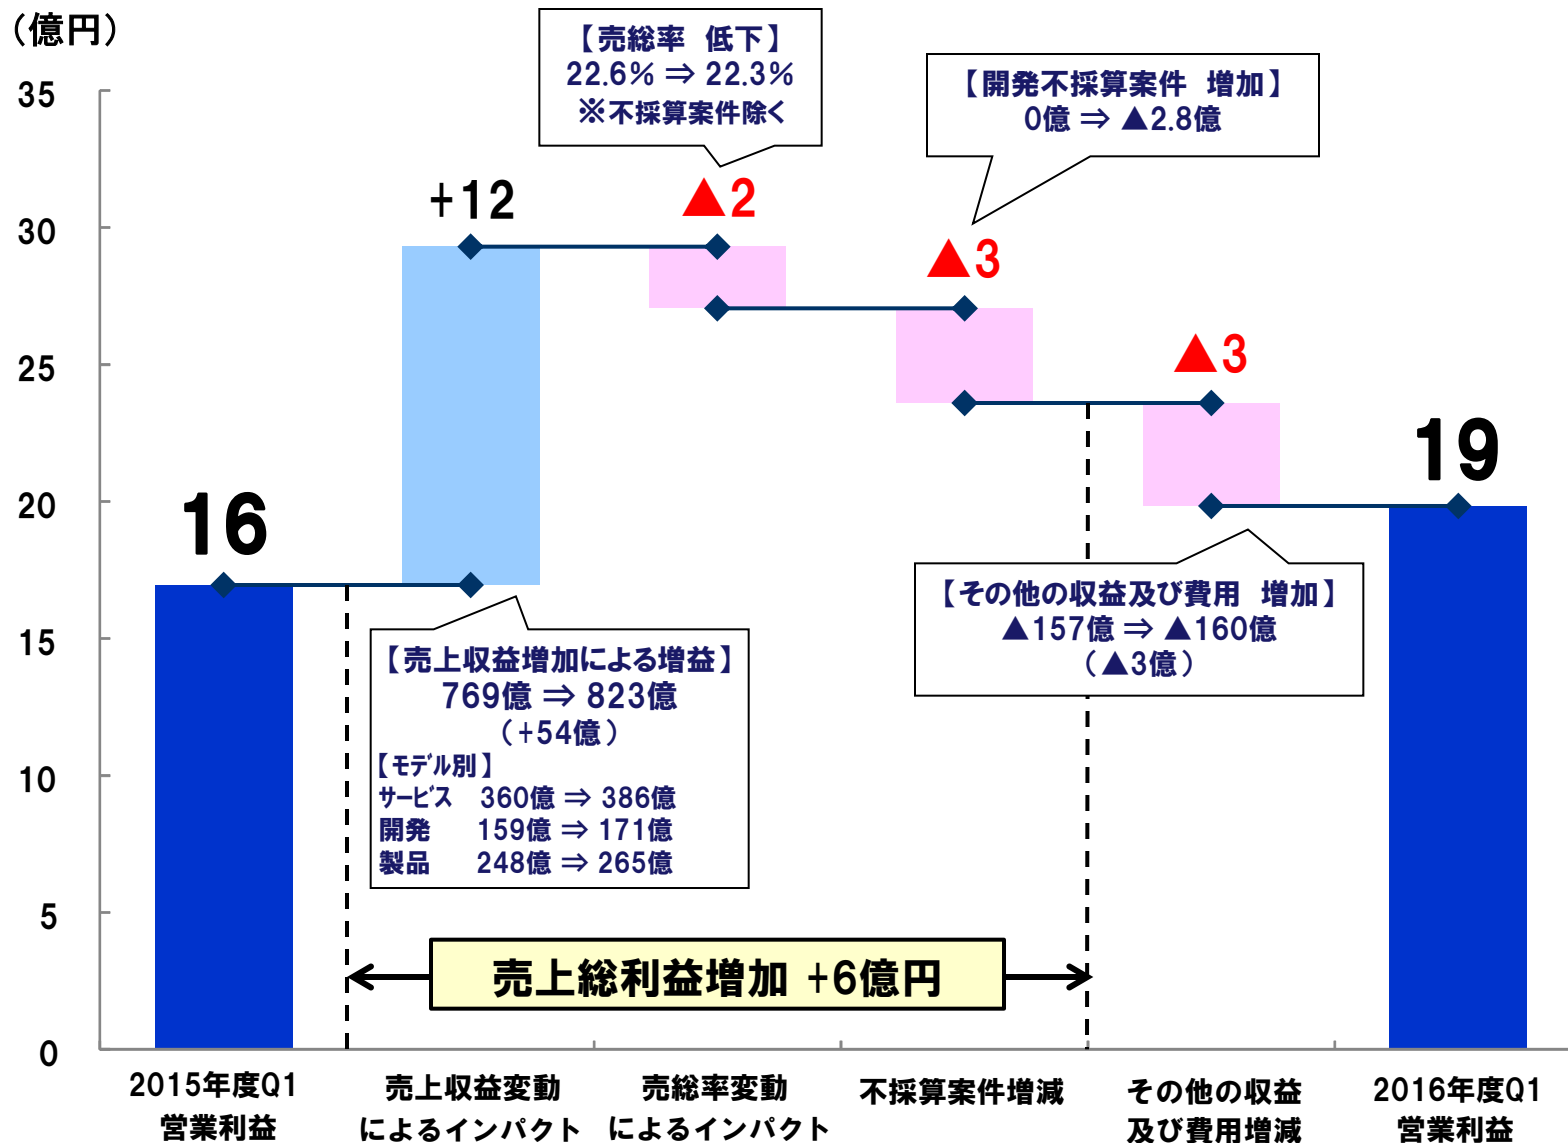 （億円）
35
30
25
20
15
10
5
0
【売総率 低下】
22.6% ⇒ 22.3%
※不採算案件除く
【開発不採算案件 増加】
0億 ⇒ ▲2.8億
+12
▲2
▲3
▲3
16
19
【売上収益増加による増益】
769億 ⇒ 823億
（+54億）
【モデル別】
サービス 360億 ⇒ 386億
開発 159億 ⇒ 171億
製品 248億 ⇒ 265億
【その他の収益及び費用 増加】
▲157億 ⇒ ▲160億
（▲3億）
売上総利益増加 +6億円
2015年度Q1
営業利益
売上収益変動
によるインパクト
売総率変動
によるインパクト
不採算案件増減
その他の収益
及び費用増減
2016年度Q1
営業利益